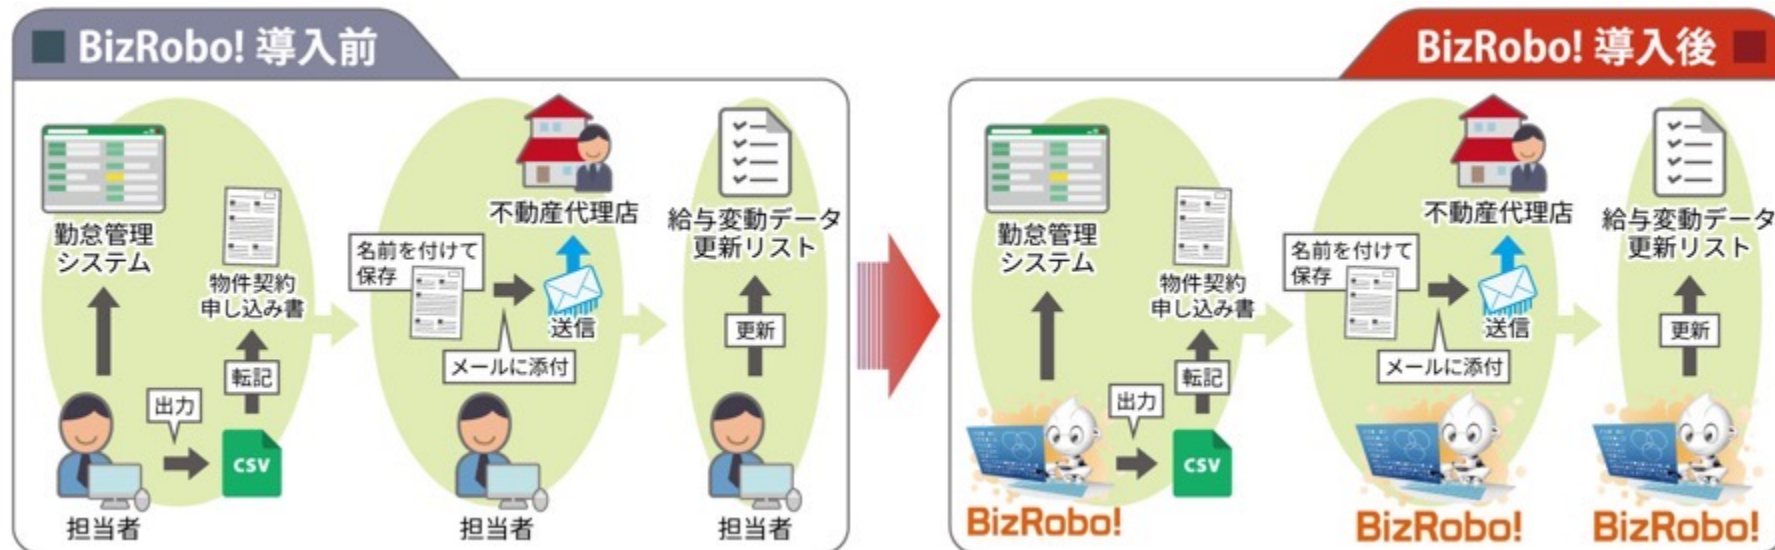 BizRobo! 導入前
勤怠管理
システム
物件契約
申し込み書
転記
出力
CSV
担当者
不動産代理店
名前を付けて
保存
送信
メールに添付
担当者
給与変動データ
更新リスト
更新
担当者
BizRobo! 導入後
勤怠管理
システム
物件契約
申し込み書
転記
出力
CSV
BizRobo!
不動産代理店
名前を付けて
保存
送信
メールに添付
BizRobo!
給与変動データ
更新リスト
更新
BizRobo!